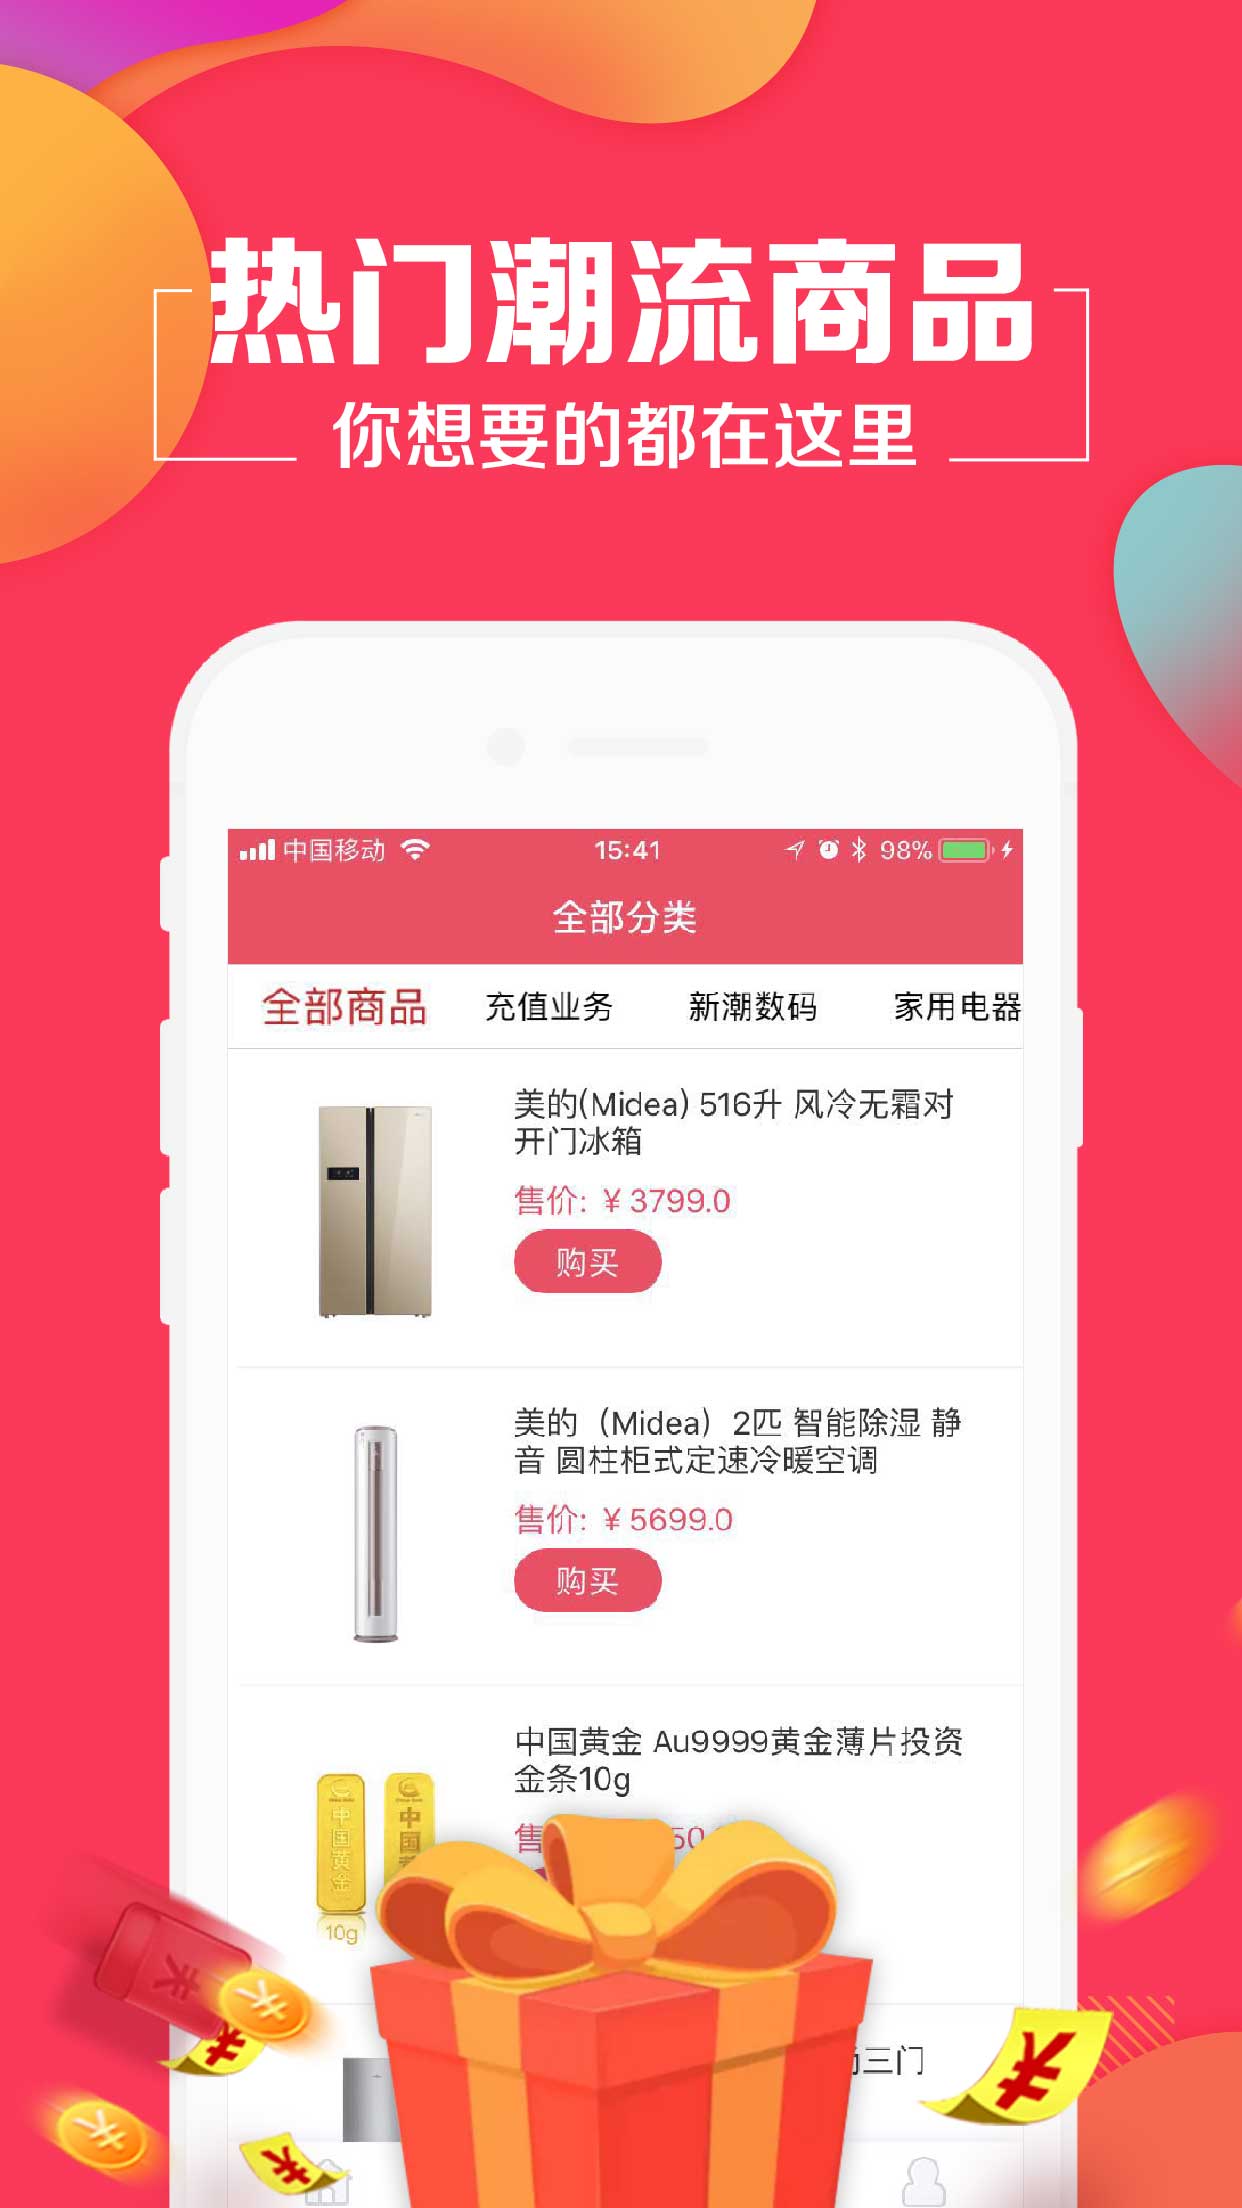 热门潮流商品
你想要的都在这里
中国移动 15:41 98%
全部分类
全部商品 充值业务 新潮数码 家用电器
美的(Midea) 516升 风冷无霜对
开门冰箱
售价: ¥ 3799.0
购买
美的（Midea）2匹 智能除湿 静
音 圆柱柜式定速冷暖空调
售价: ¥ 5699.0
购买
中国黄金 Au9999黄金薄片投资
金条10g
中国黄金
中国
10g
售 50.
三门
¥
¥
¥
¥
¥
¥